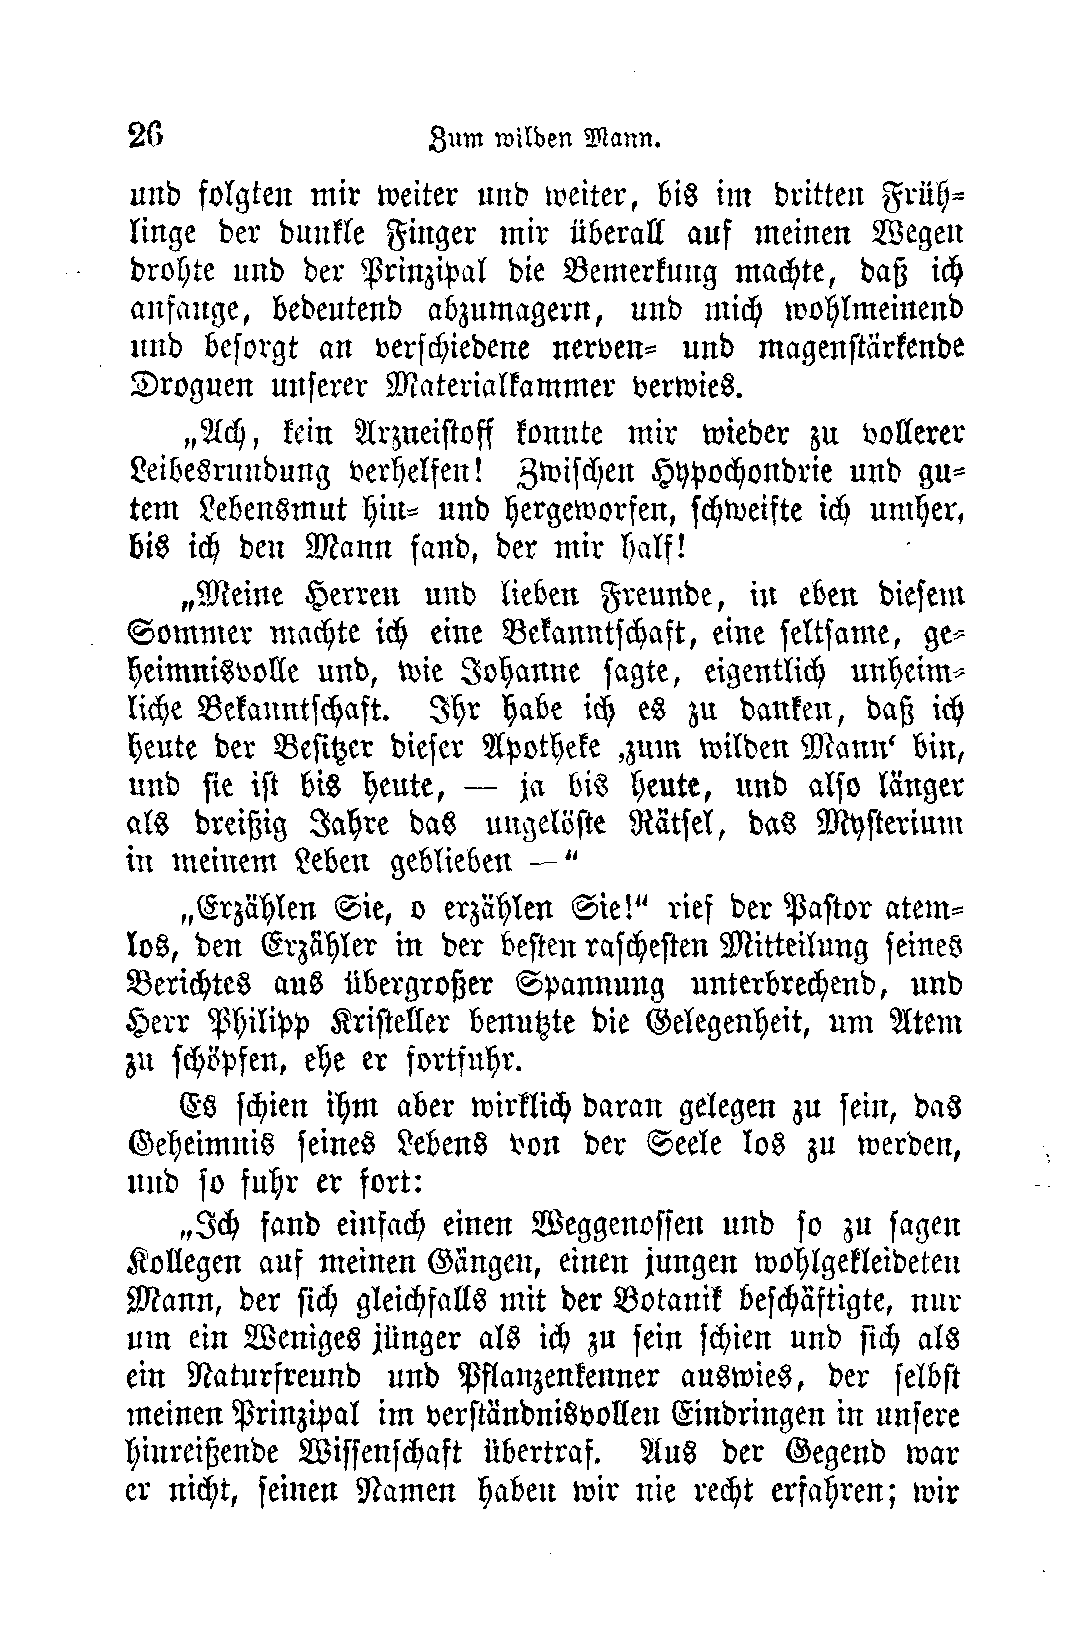 26 Zum wilden Mann.
und folgten mir weiter und weiter, bis im dritten Früh-
linge der dunkle Finger mir überall auf meinen Wegen
drohte und der Prinzipal die Bemerkung machte, daß ich
anfange, bedeutend abzumagern, und mich wohlmeinend
und besorgt an verschiedene nerven- und magenstärkende
Droguen unserer Materialkammer verwies.
„Ach, kein Arzneistoff konnte mir wieder zu vollerer
Leibesrundung verhelfen! Zwischen Hypochondrie und gu-
tem Lebensmut hin- und hergeworfen, schweifte ich umher,
bis ich den Mann fand, der mir half!
„Meine Herren und lieben Freunde, in eben diesem
Sommer machte ich eine Bekanntschaft, eine seltsame, ge-
heimnisvolle und, wie Johanne sagte, eigentlich unheim-
liche Bekanntschaft. Ihr habe ich es zu danken, daß ich
heute der Besitzer dieser Apotheke ‚zum wilden Mann‘ bin,
und sie ist bis heute, — ja bis heute, und also länger
als dreißig Jahre das ungelöste Rätsel, das Mysterium
in meinem Leben geblieben —“
„Erzählen Sie, o erzählen Sie!“ rief der Pastor atem-
los, den Erzähler in der besten raschesten Mitteilung seines
Berichtes aus übergroßer Spannung unterbrechend, und
Herr Philipp Kristeller benutzte die Gelegenheit, um Atem
zu schöpfen, ehe er fortfuhr.
Es schien ihm aber wirklich daran gelegen zu sein, das
Geheimnis seines Lebens von der Seele los zu werden,
und so fuhr er fort:
„Ich fand einfach einen Weggenossen und so zu sagen
Kollegen auf meinen Gängen, einen jungen wohlgekleideten
Mann, der sich gleichfalls mit der Botanik beschäftigte, nur
um ein Weniges jünger als ich zu sein schien und sich als
ein Naturfreund und Pflanzenkenner auswies, der selbst
meinen Prinzipal im verständnisvollen Eindringen in unsere
hinreißende Wissenschaft übertraf. Aus der Gegend war
er nicht, seinen Namen haben wir nie recht erfahren; wir